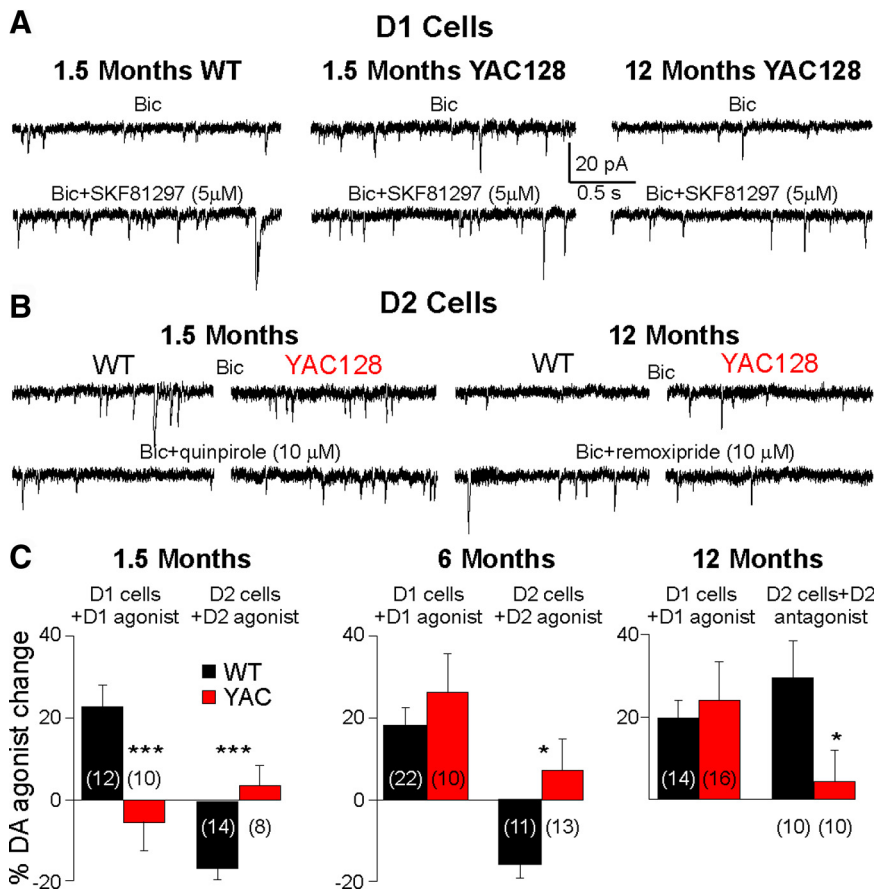 A
D1 Cells
1.5 Months WT
1.5 Months YAC128
12 Months YAC128
Bic
Bic
Bic
20 pA
0.5 s
Bic+SKF81297 (5μM)
Bic+SKF81297 (5μM)
Bic+SKF81297 (5μM)
B
D2 Cells
1.5 Months
12 Months
WT
Bic
YAC128
WT
Bic
YAC128
Bic+quinpirole (10 μM)
Bic+remoxipride (10 μM)
C
1.5 Months
6 Months
12 Months
D1 cells
+D1 agonist
D2 cells
+D2 agonist
D1 cells
+D1 agonist
D2 cells
+D2 agonist
D1 cells
+D1 agonist
D2 cells+D2
antagonist
% DA agonist change
40
20
0
-20
WT
YAC
***
***
(12)
(10)
(14)
(8)
40
20
0
-20
*
(22)
(10)
(11)
(13)
40
20
*
(14)
(16)
(10)
(10)